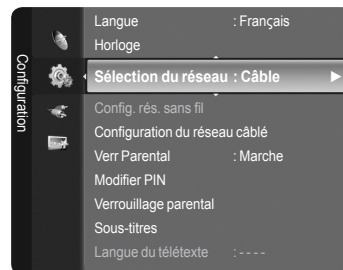 Configuration
Langue : Français
Horloge
Sélection du réseau : Câble
Config. rés. sans fil
Configuration du réseau câblé
Verr Parental : Marche
Modifier PIN
Verrouillage parental
Sous-titres
Langue du télétexte : ----